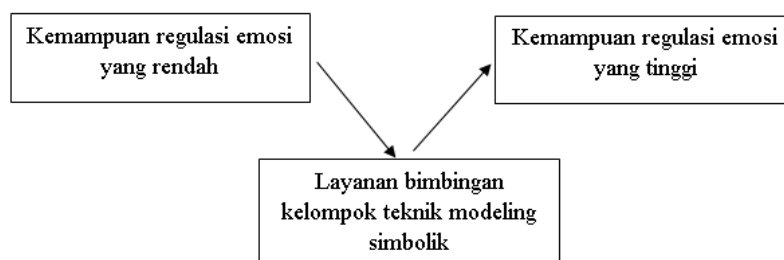 Kemampuan regulasi emosi
yang rendah
Kemampuan regulasi emosi
yang tinggi
Layanan bimbingan
kelompok teknik modeling
simbolik